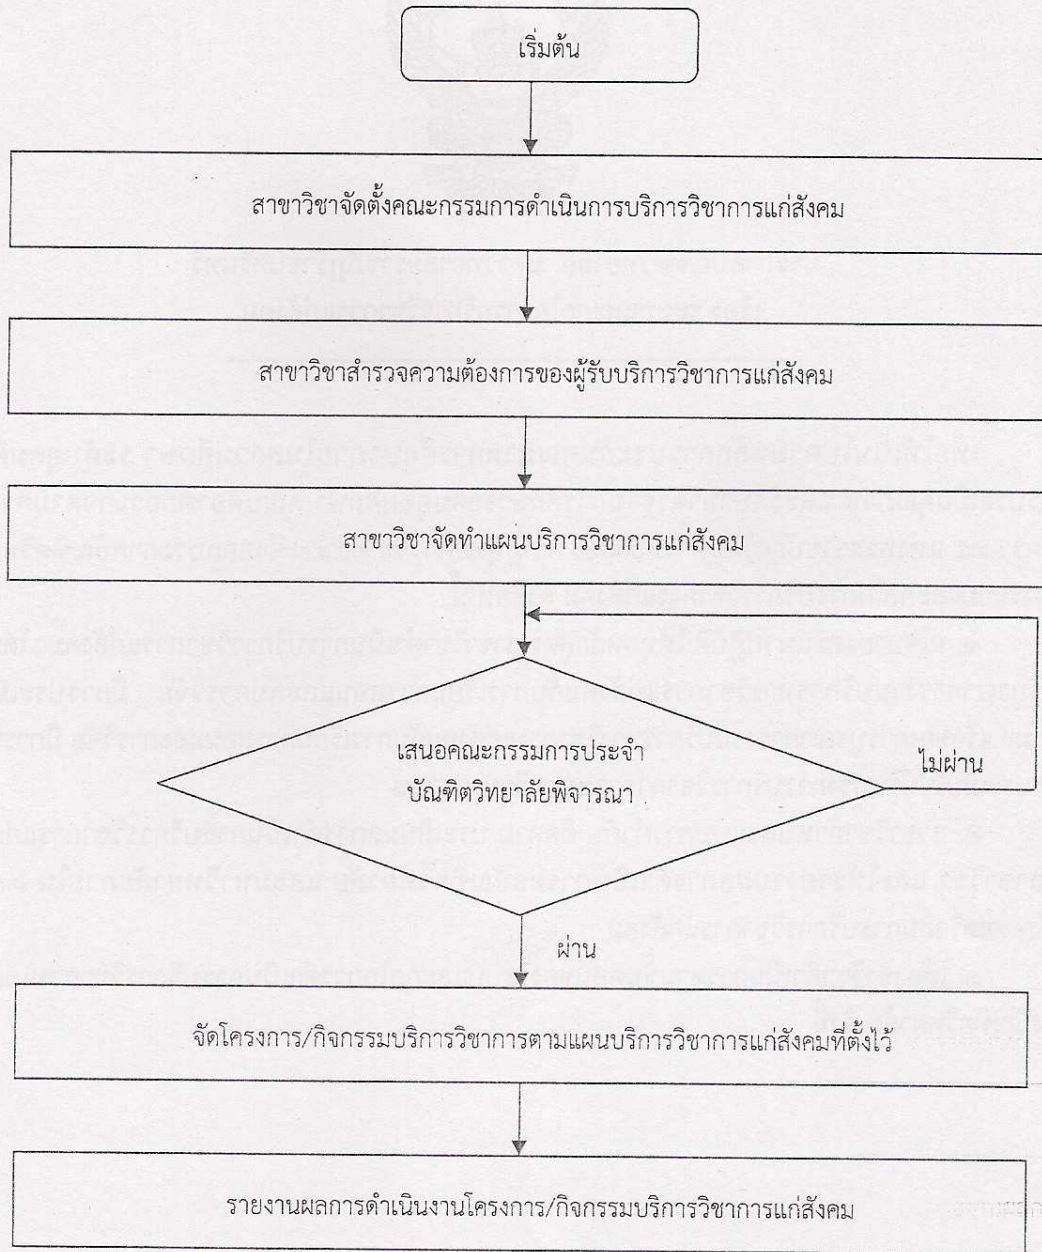 เริ่มต้น
สาขาวิชาจัดตั้งคณะกรรมการดำเนินการบริการวิชาการแก่สังคม
สาขาวิชาสำรวจความต้องการของผู้รับบริการวิชาการแก่สังคม
สาขาวิชาจัดทำแผนบริการวิชาการแก่สังคม
เสนอคณะกรรมการประจำ
บัณฑิตวิทยาลัยพิจารณา
ไม่ผ่าน
ผ่าน
จัดโครงการ/กิจกรรมบริการวิชาการตามแผนบริการวิชาการแก่สังคมที่ตั้งไว้
รายงานผลการดำเนินงานโครงการ/กิจกรรมบริการวิชาการแก่สังคม